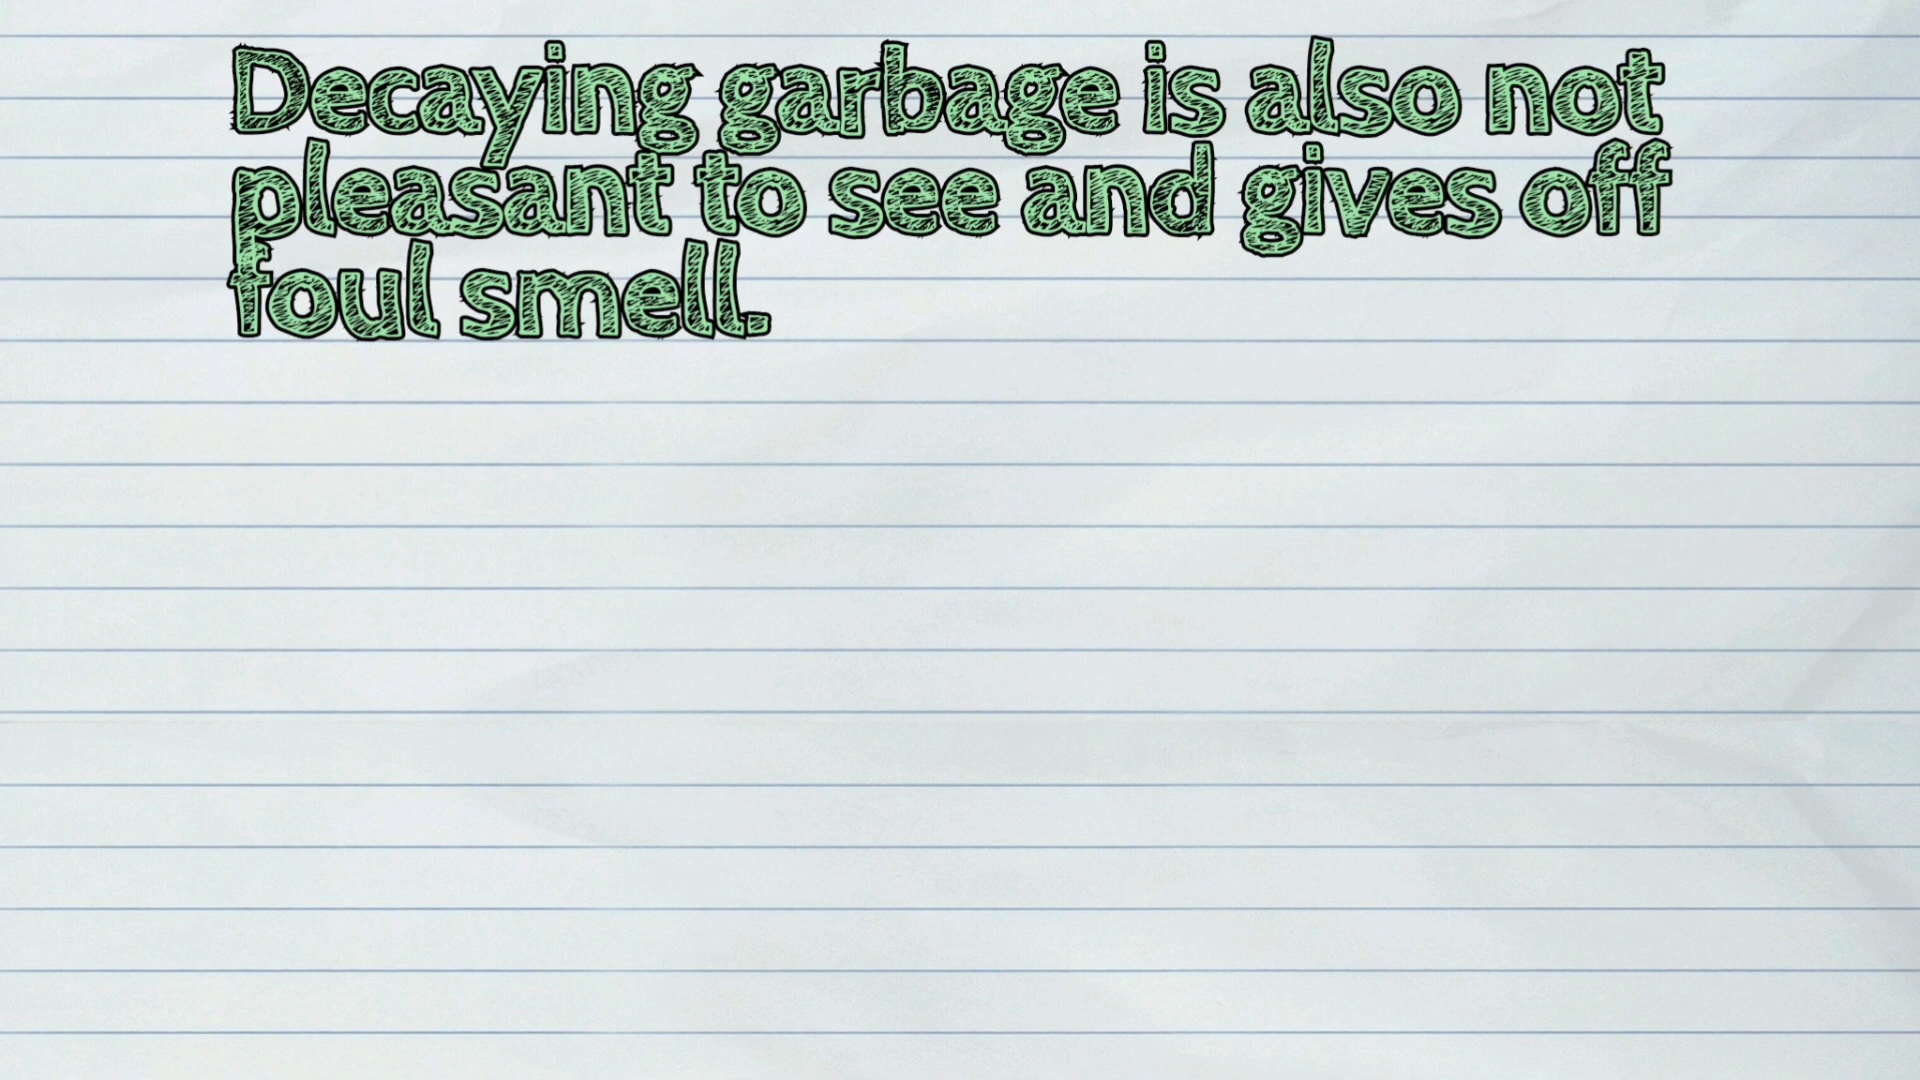 Decaying garbage is also not
pleasant to see and gives off
foul smell.